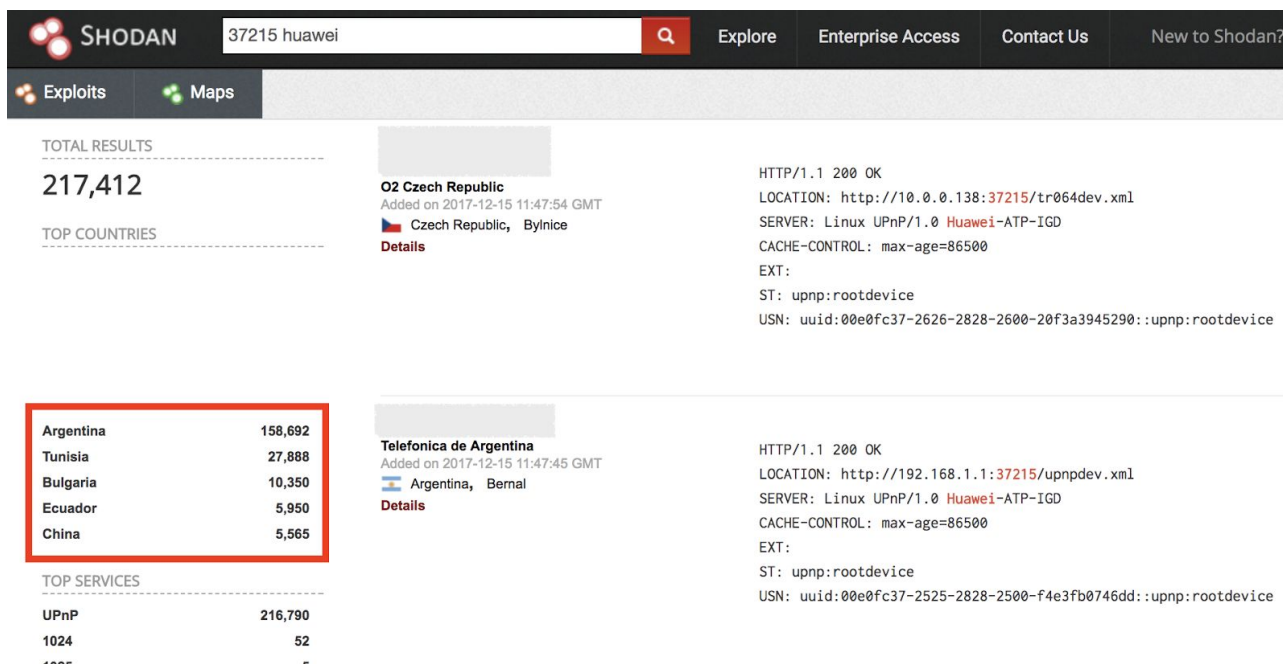 SHODAN
37215 huawei
Explore
Enterprise Access
Contact Us
New to Shodan?
Exploits
Maps
TOTAL RESULTS
217,412
TOP COUNTRIES
Argentina 158,692
Tunisia 27,888
Bulgaria 10,350
Ecuador 5,950
China 5,565
TOP SERVICES
UPnP 216,790
1024 52
O2 Czech Republic
Added on 2017-12-15 11:47:54 GMT
Czech Republic, Bylnice
Details
HTTP/1.1 200 OK
LOCATION: http://10.0.0.138:37215/tr064dev.xml
SERVER: Linux UPnP/1.0 Huawei-ATP-IGD
CACHE-CONTROL: max-age=86500
EXT:
ST: upnp:rootdevice
USN: uuid:00e0fc37-2626-2828-2600-20f3a3945290::upnp:rootdevice
Telefonica de Argentina
Added on 2017-12-15 11:47:45 GMT
Argentina, Bernal
Details
HTTP/1.1 200 OK
LOCATION: http://192.168.1.1:37215/upnpdev.xml
SERVER: Linux UPnP/1.0 Huawei-ATP-IGD
CACHE-CONTROL: max-age=86500
EXT:
ST: upnp:rootdevice
USN: uuid:00e0fc37-2525-2828-2500-f4e3fb0746dd::upnp:rootdevice